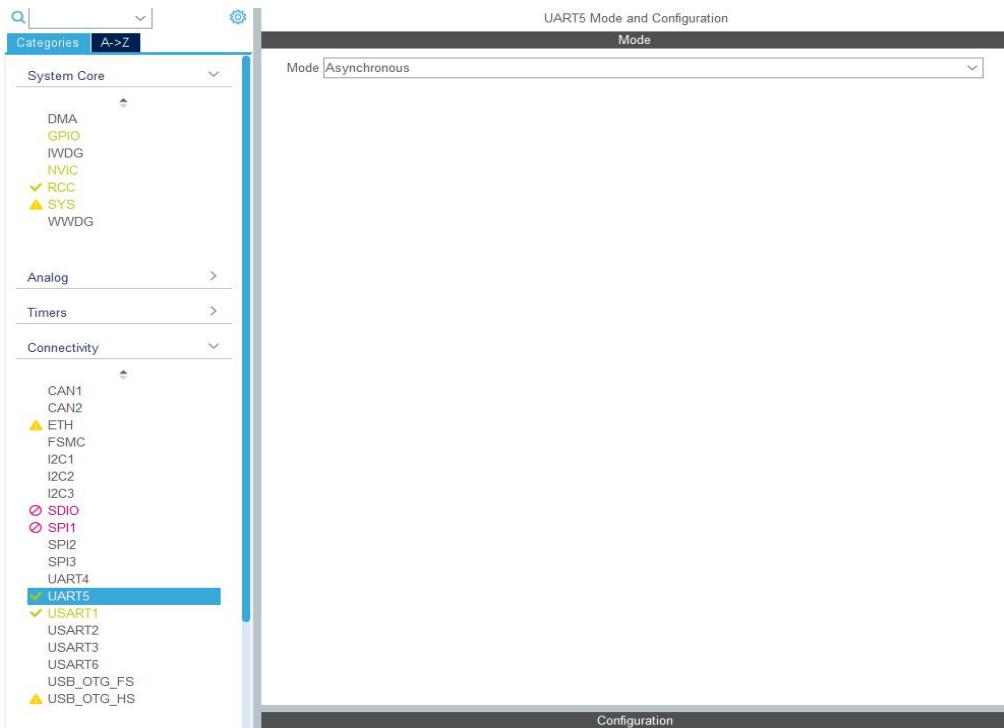 UART5 Mode and Configuration
Categories A->Z
Mode
System Core
Mode Asynchronous
DMA
GPIO
IWDG
NVIC
RCC
SYS
WWDG
Analog
Timers
Connectivity
CAN1
CAN2
ETH
FSMC
I2C1
I2C2
I2C3
SDIO
SPI1
SPI2
SPI3
UART4
UART5
USART1
USART2
USART3
USART6
USB_OTG_FS
USB_OTG_HS
Configuration